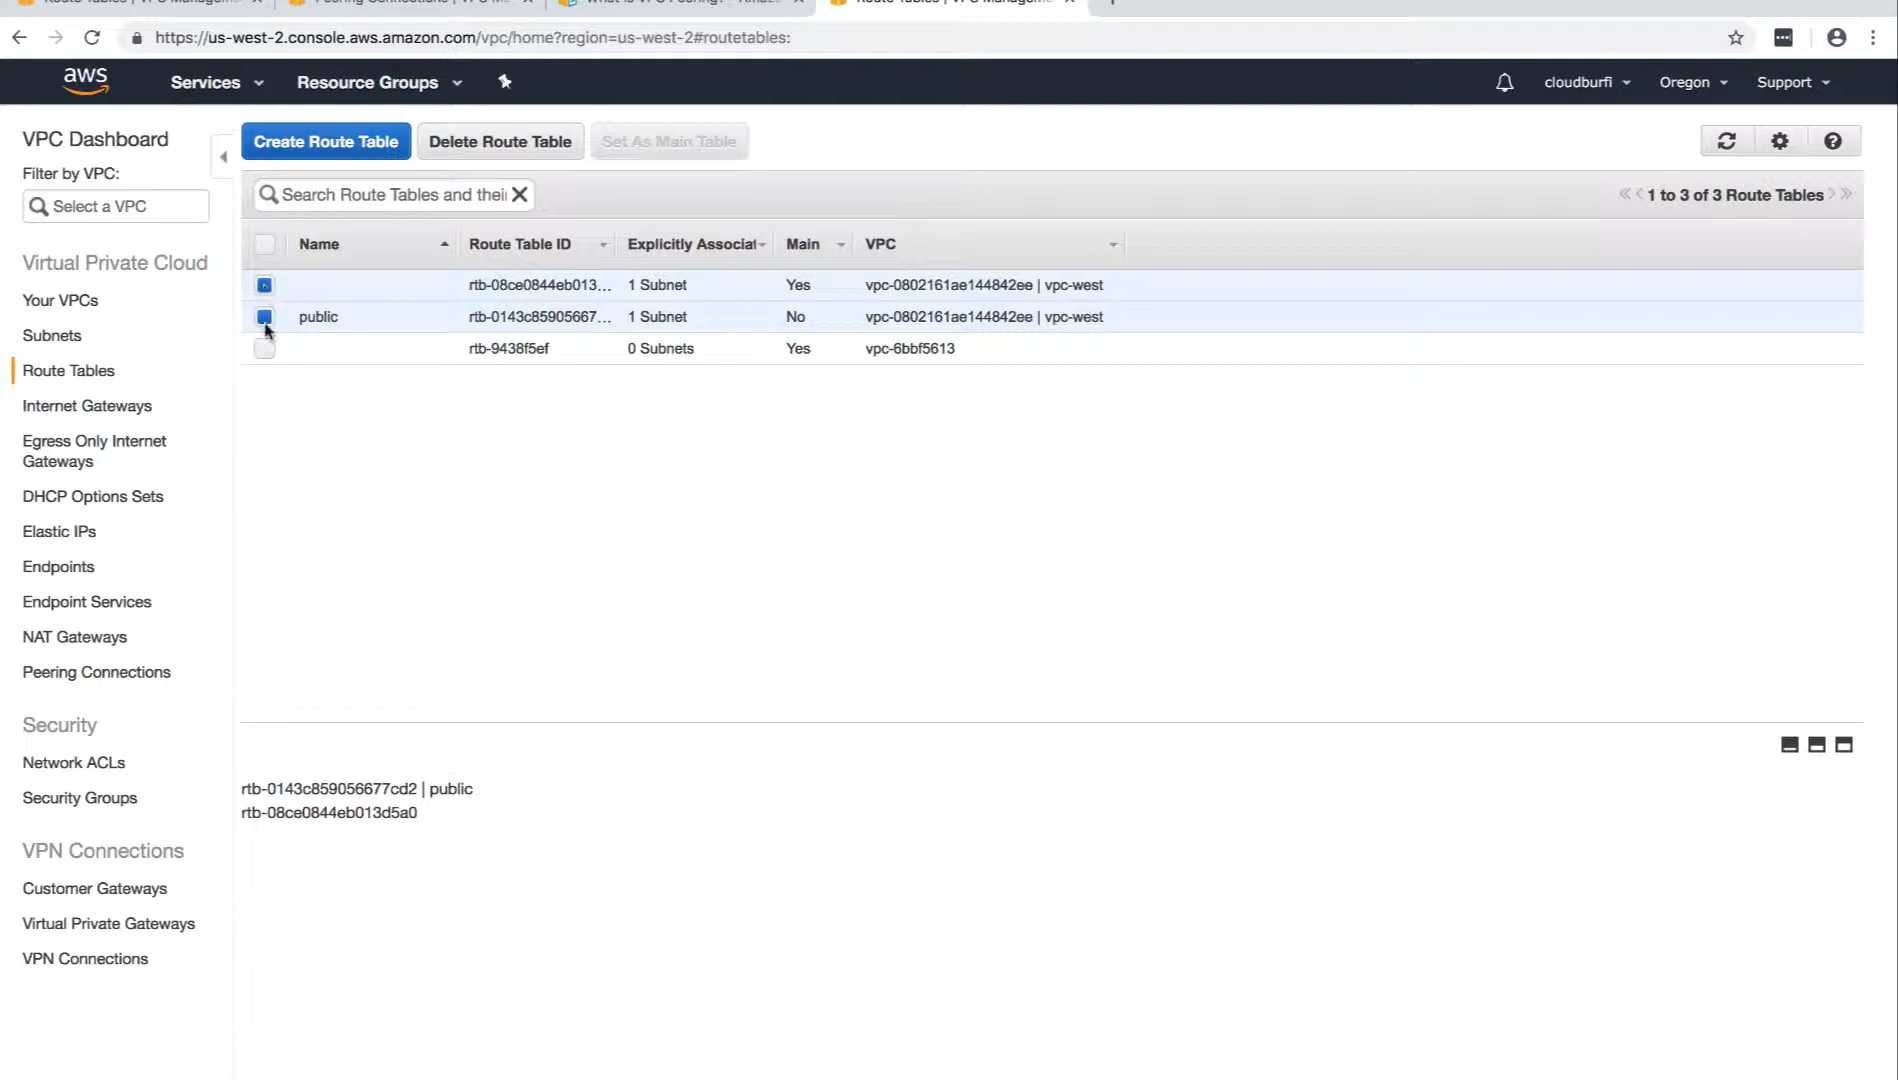 https://us-west-2.console.aws.amazon.com/vpc/home?region=us-west-2#routetables:
aws Services Resource Groups cloudburfi Oregon Support
VPC Dashboard
Filter by VPC:
Select a VPC
Virtual Private Cloud
Your VPCs
Subnets
Route Tables
Internet Gateways
Egress Only Internet
Gateways
DHCP Options Sets
Elastic IPs
Endpoints
Endpoint Services
NAT Gateways
Peering Connections
Security
Network ACLs
Security Groups
VPN Connections
Customer Gateways
Virtual Private Gateways
VPN Connections
Create Route Table Delete Route Table Set As Main Table
Search Route Tables and thei
1 to 3 of 3 Route Tables
Name Route Table ID Explicitly Associat Main VPC
rtb-08ce0844eb013... 1 Subnet Yes vpc-0802161ae144842ee | vpc-west
public rtb-0143c85905667... 1 Subnet No vpc-0802161ae144842ee | vpc-west
rtb-9438f5ef 0 Subnets Yes vpc-6bbf5613
rtb-0143c859056677cd2 | public
rtb-08ce0844eb013d5a0